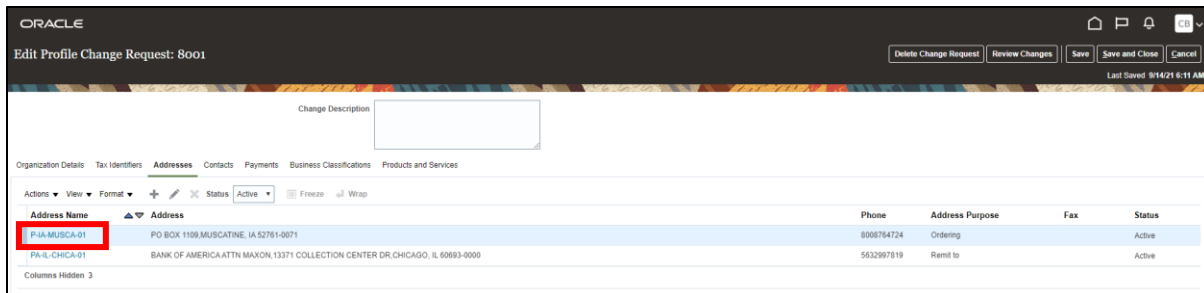 ORACLE
CB
Edit Profile Change Request: 8001
Delete Change Request Review Changes Save Save and Close Cancel
Last Saved 9/14/21 6:11 AM
Change Description
Organization Details Tax Identifiers Addresses Contacts Payments Business Classifications Products and Services
Actions View Format Status Active Freeze Wrap
Address Name Address Phone Address Purpose Fax Status
P-IA-MUSCA-01 PO BOX 1109,MUSCATINE, IA 52761-0071 8008764724 Ordering Active
PA-IL-CHICA-01 BANK OF AMERICA ATTN MAXON,13371 COLLECTION CENTER DR,CHICAGO, IL 60693-0000 5632997819 Remit to Active
Columns Hidden 3